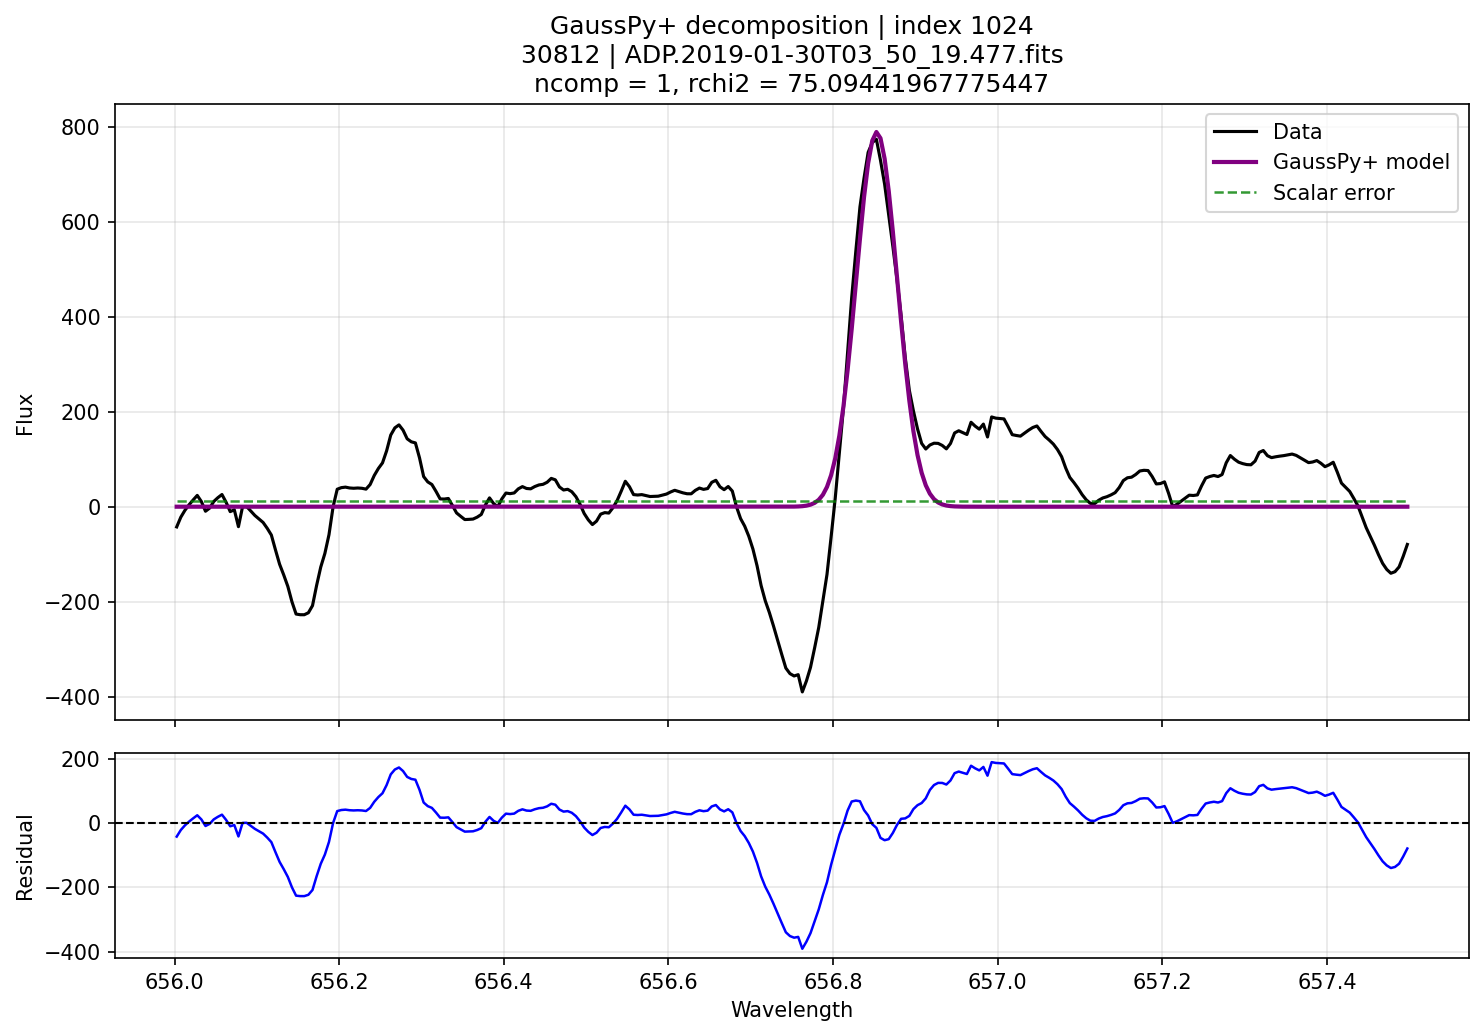 GaussPy+ decomposition | index 1024
30812 | ADP.2019-01-30T03_50_19.477.fits
ncomp = 1, rchi2 = 75.09441967775447
Data
GaussPy+ model
Scalar error
Flux
800
600
400
200
0
−200
−400
Residual
200
0
−200
−400
656.0
656.2
656.4
656.6
656.8
657.0
657.2
657.4
Wavelength